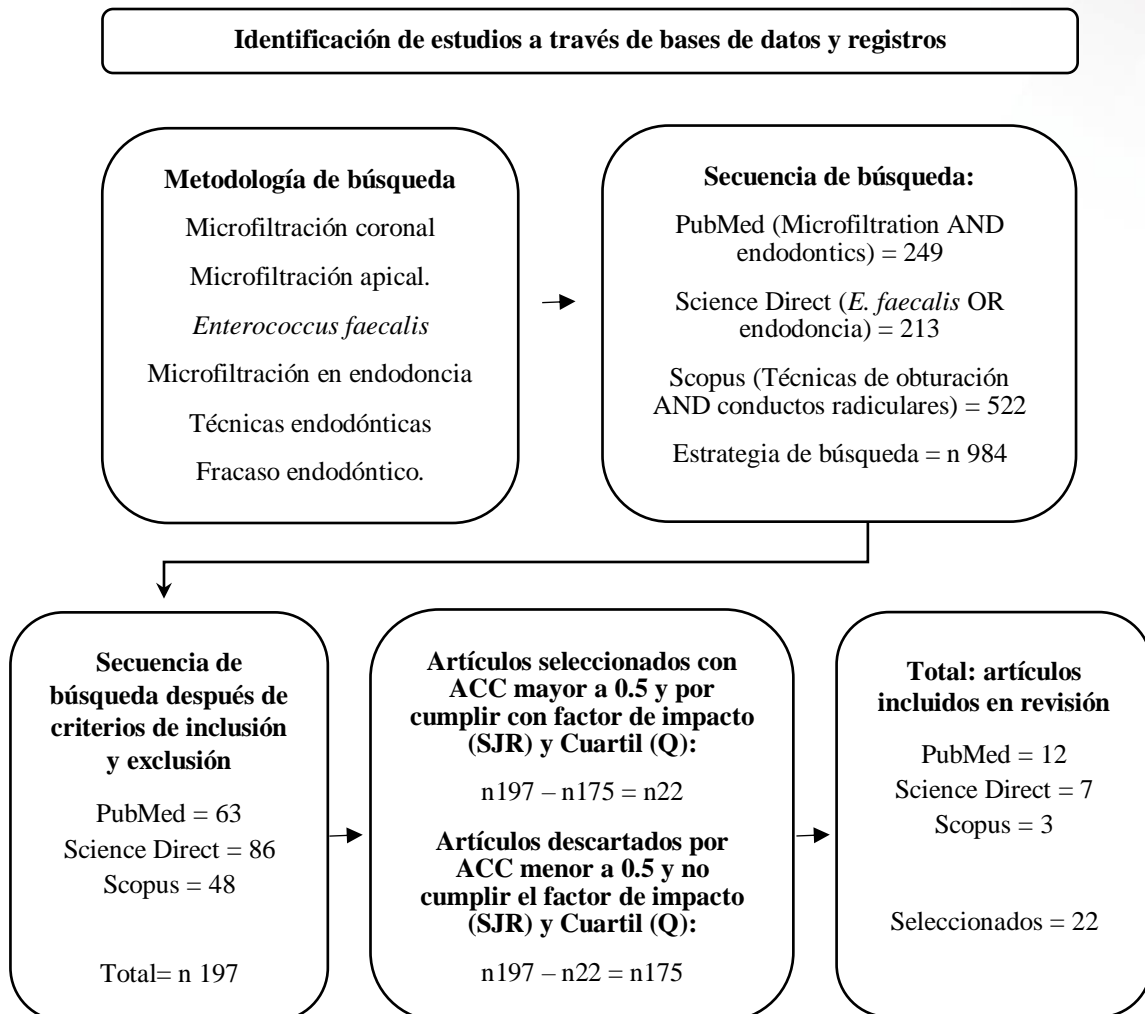 Identificación de estudios a través de bases de datos y registros
Metodología de búsqueda
Microfiltración coronal
Microfiltración apical.
Enterococcus faecalis
Microfiltración en endodoncia
Técnicas endodónticas
Fracaso endodóntico.
Secuencia de búsqueda:
PubMed (Microfiltration AND
endodontics) = 249
Science Direct (E. faecalis OR
endodoncia) = 213
Scopus (Técnicas de obturación
AND conductos radiculares) = 522
Estrategia de búsqueda = n 984
Secuencia de
búsqueda después de
criterios de inclusión
y exclusión
PubMed = 63
Science Direct = 86
Scopus = 48
Total= n 197
Artículos seleccionados con
ACC mayor a 0.5 y por
cumplir con factor de impacto
(SJR) y Cuartil (Q):
n197 – n175 = n22
Artículos descartados por
ACC menor a 0.5 y no
cumplir el factor de impacto
(SJR) y Cuartil (Q):
n197 – n22 = n175
Total: artículos
incluidos en revisión
PubMed = 12
Science Direct = 7
Scopus = 3
Seleccionados = 22